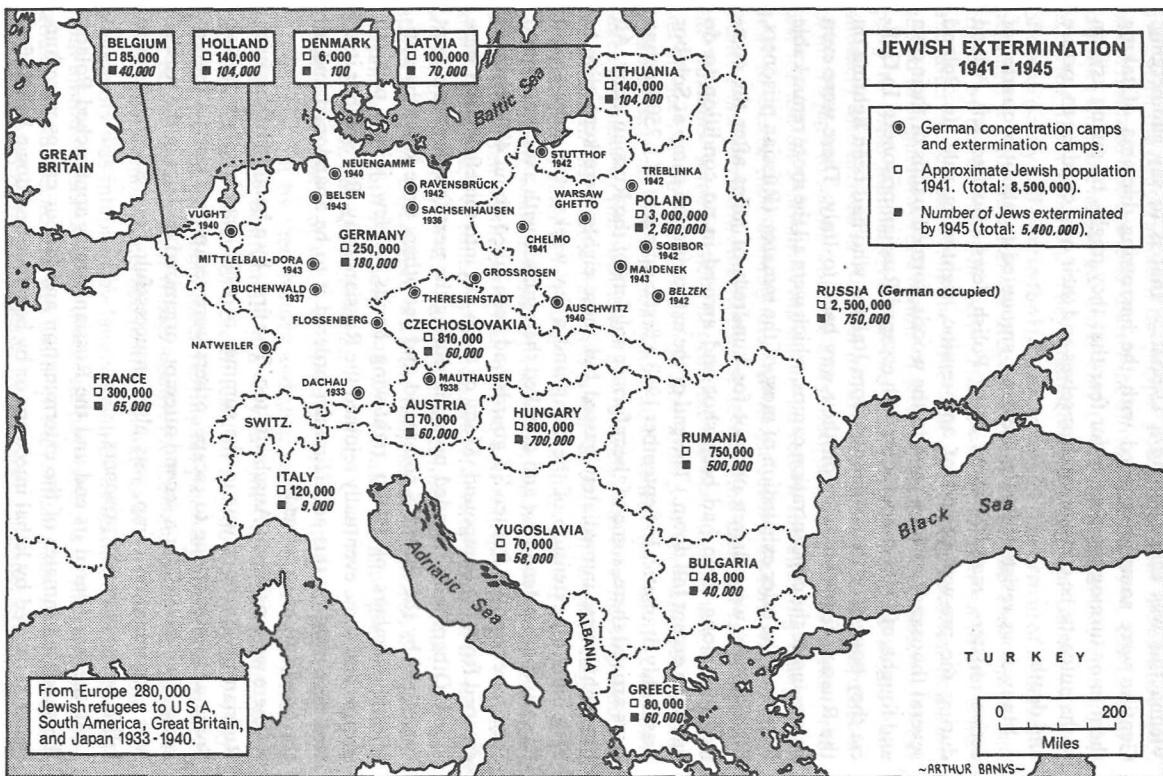 JEWISH EXTERMINATION
1941 - 1945
German concentration camps
and extermination camps.
Approximate Jewish population
1941. (total: 8,500,000).
Number of Jews exterminated
by 1945 (total: 5,400,000).
BELGIUM
85,000
40,000
HOLLAND
140,000
104,000
DENMARK
6,000
100
LATVIA
100,000
70,000
LITHUANIA
140,000
104,000
Baltic Sea
GREAT
BRITAIN
NEUENGAMME
1940
STUTTHOF
1942
RAVENSBRÜCK
1942
BELSEN
1943
SACHSENHAUSEN
1936
TREBLINKA
1942
WARSAW
GHETTO
POLAND
3,000,000
2,600,000
VUGHT
1940
GERMANY
250,000
180,000
CHELMO
1941
SOBIBOR
1942
MITTLELBAU-DORA
1943
GROSSROSEN
MAJDENEK
1943
BUCHENWALD
1937
THERESIENSTADT
AUSCHWITZ
1940
BELZEK
1942
RUSSIA (German occupied)
2,500,000
750,000
FLOSSENBERG
CZECHOSLOVAKIA
810,000
60,000
NATWEILER
FRANCE
300,000
65,000
DACHAU
1933
MAUTHAUSEN
1938
AUSTRIA
70,000
60,000
HUNGARY
800,000
700,000
SWITZ.
RUMANIA
750,000
500,000
ITALY
120,000
9,000
YUGOSLAVIA
70,000
58,000
Black Sea
Adriatic Sea
BULGARIA
48,000
40,000
ALBANIA
TURKEY
GREECE
80,000
60,000
From Europe 280,000
Jewish refugees to U S A,
South America, Great Britain,
and Japan 1933-1940.
0 200
Miles
~ARTHUR BANKS~